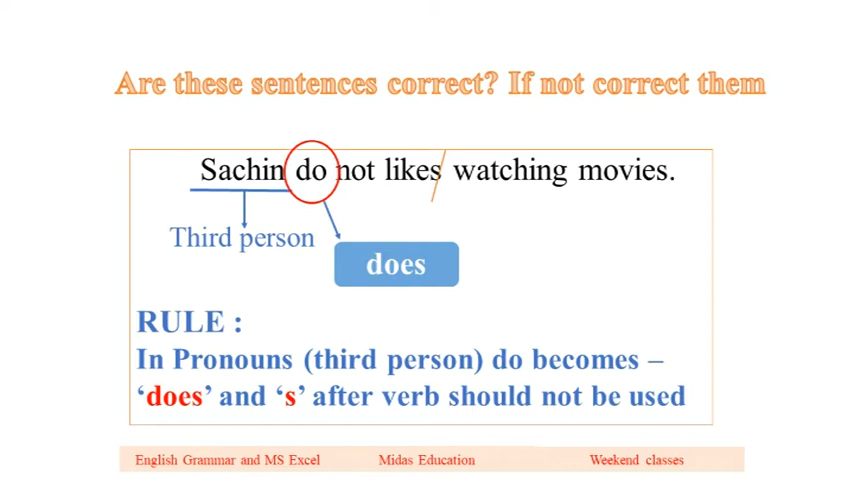 Are these sentences correct? If not correct them
Sachin do not likes watching movies.
Third person
does
RULE :
In Pronouns (third person) do becomes –
‘does’ and ‘s’ after verb should not be used
English Grammar and MS Excel Midas Education Weekend classes